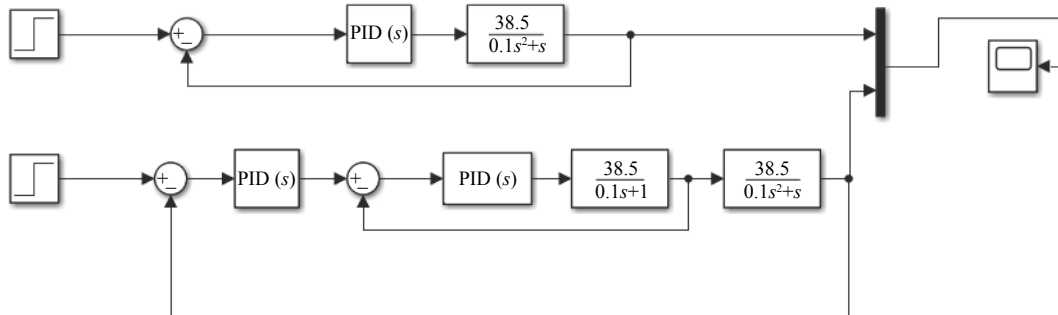 +
−
PID (s)
38.5
0.1s²+s
+
−
PID (s)
+
−
PID (s)
38.5
0.1s+1
38.5
0.1s²+s